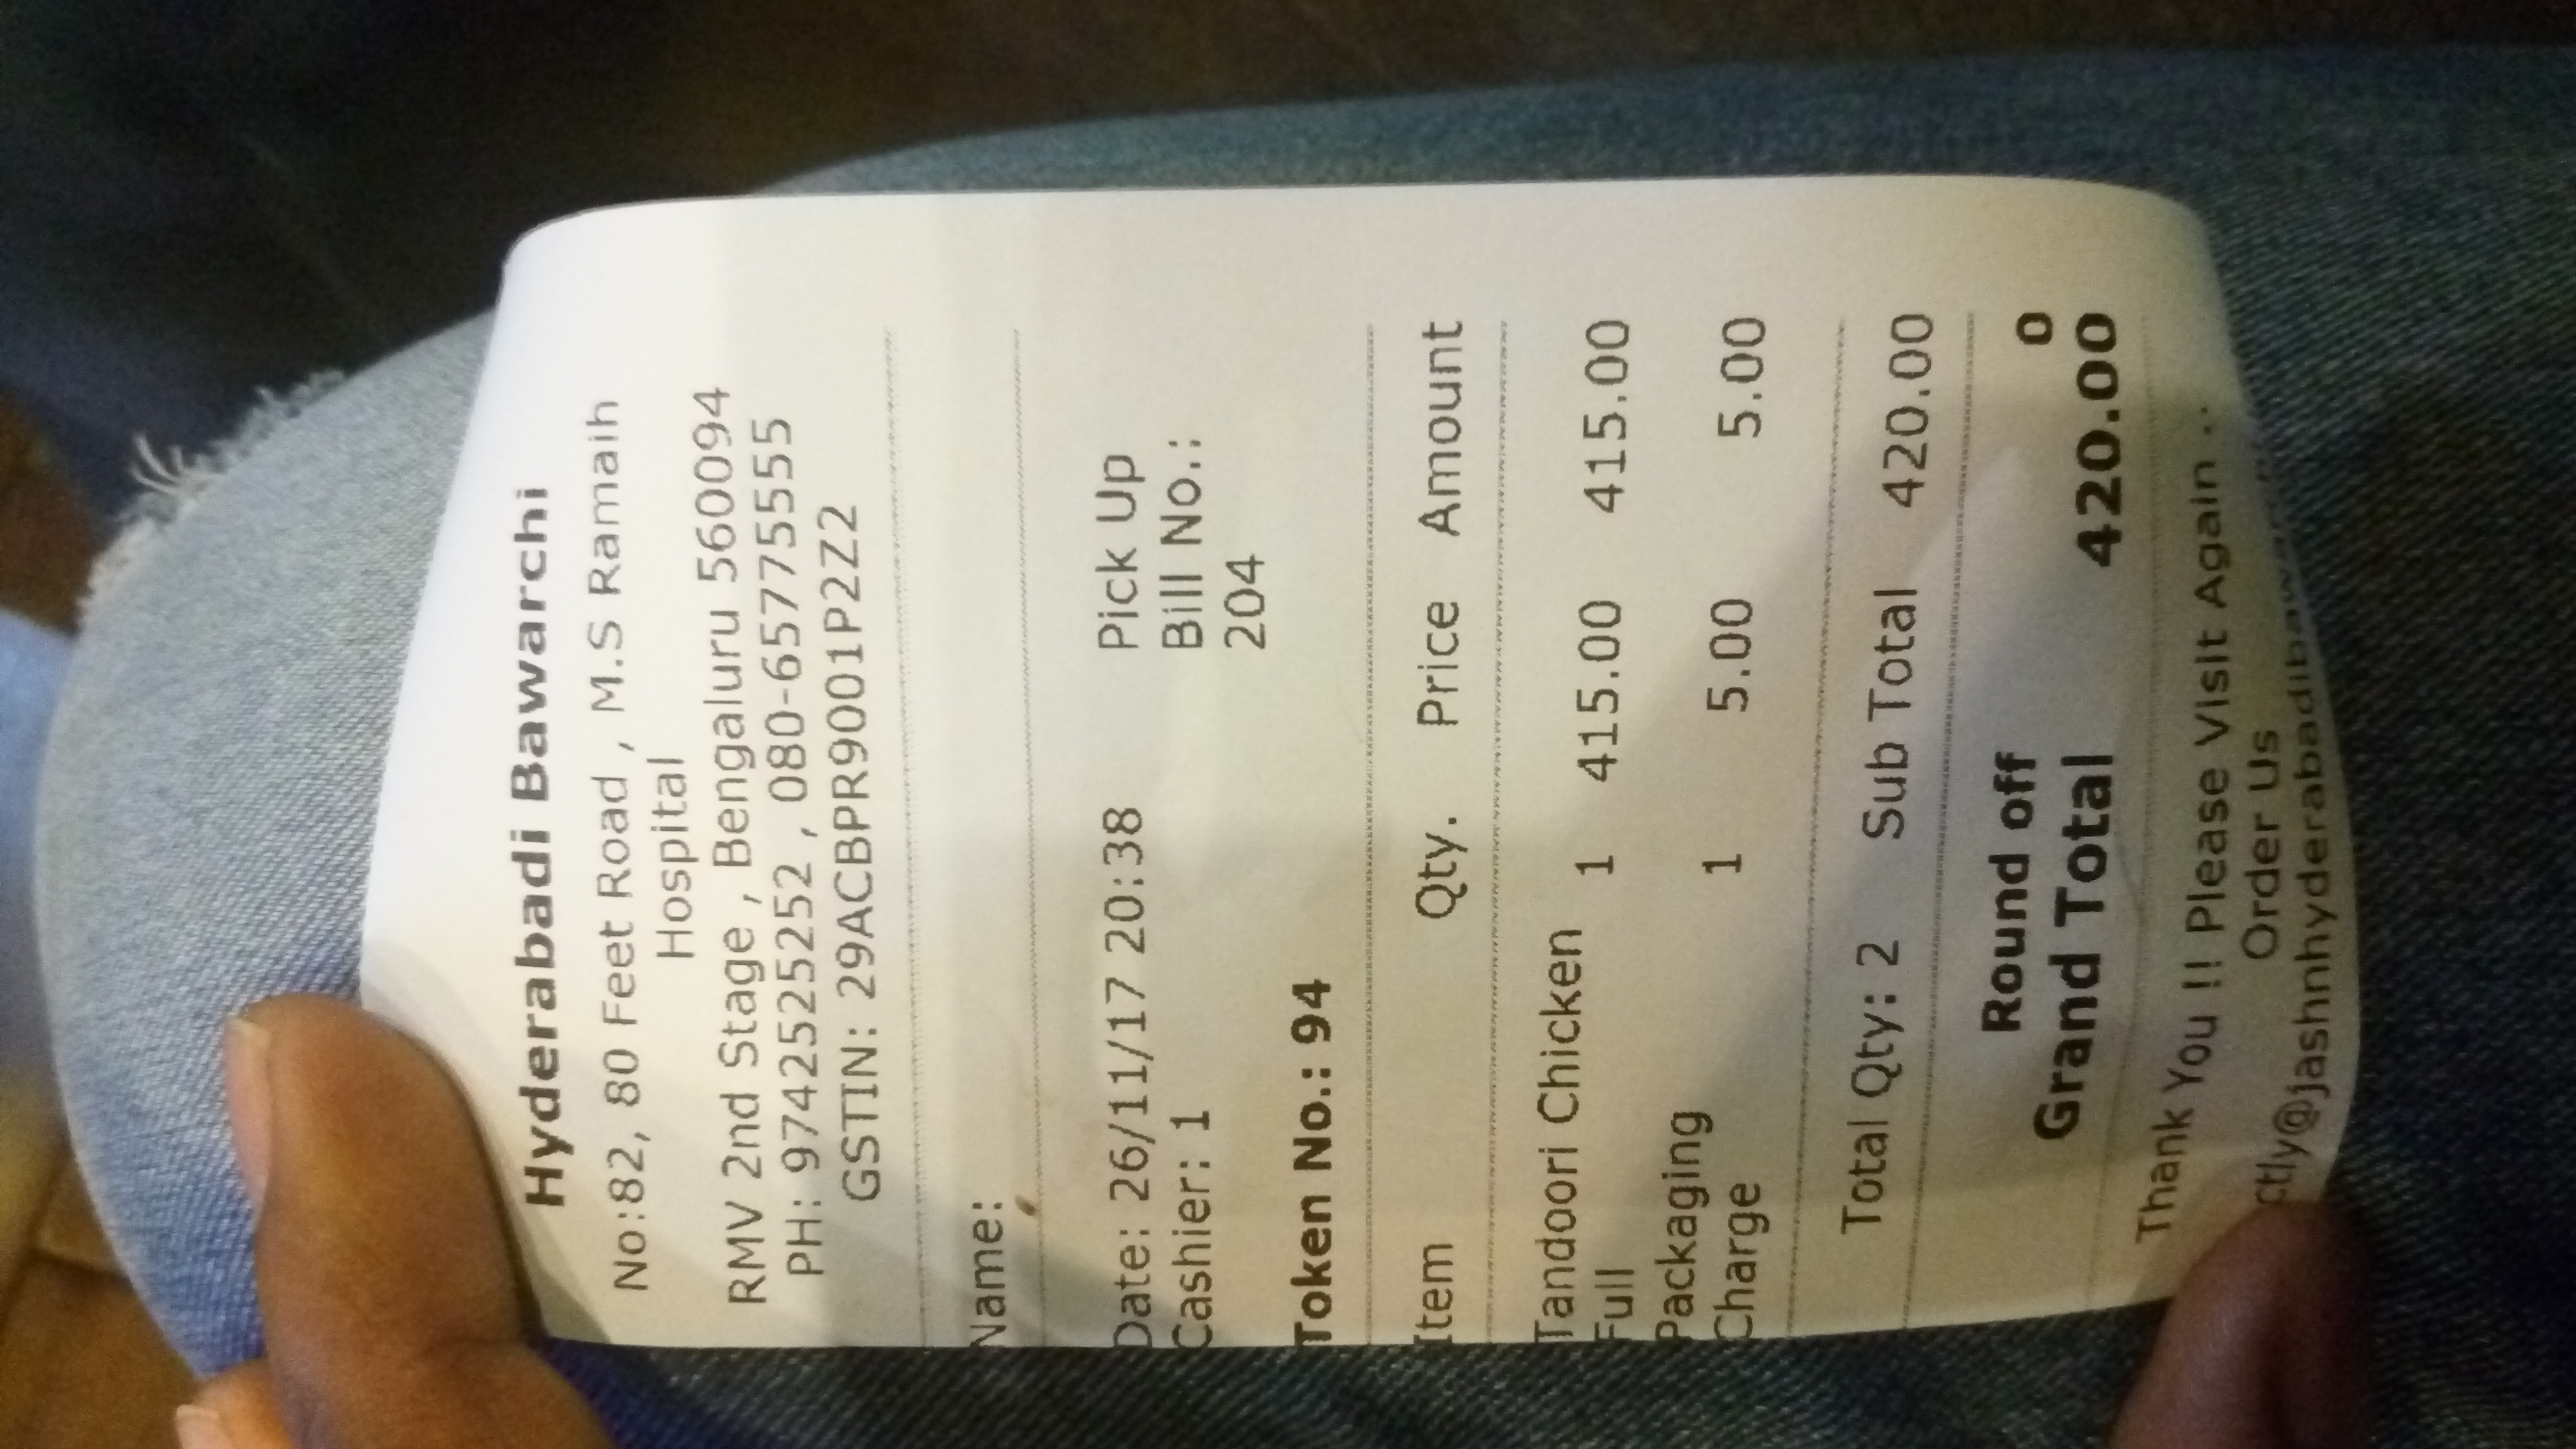 Hyderabadi Bawarchi
No:82, 80 Feet Road , M.S Ramaih
Hospital
RMV 2nd Stage , Bengaluru 560094
PH: 9742525252 , 080-65775555
GSTIN: 29ACBPR9001P2Z2
Name:
Date: 26/11/17 20:38 Pick Up
Cashier: 1 Bill No.:
204
Token No.: 94
Item Qty. Price Amount
Tandoori Chicken 1 415.00 415.00
Full
Packaging 1 5.00 5.00
Charge
Total Qty: 2 Sub Total 420.00
Round off 0
Grand Total 420.00
Thank You !! Please Visit Again ..
Order Us